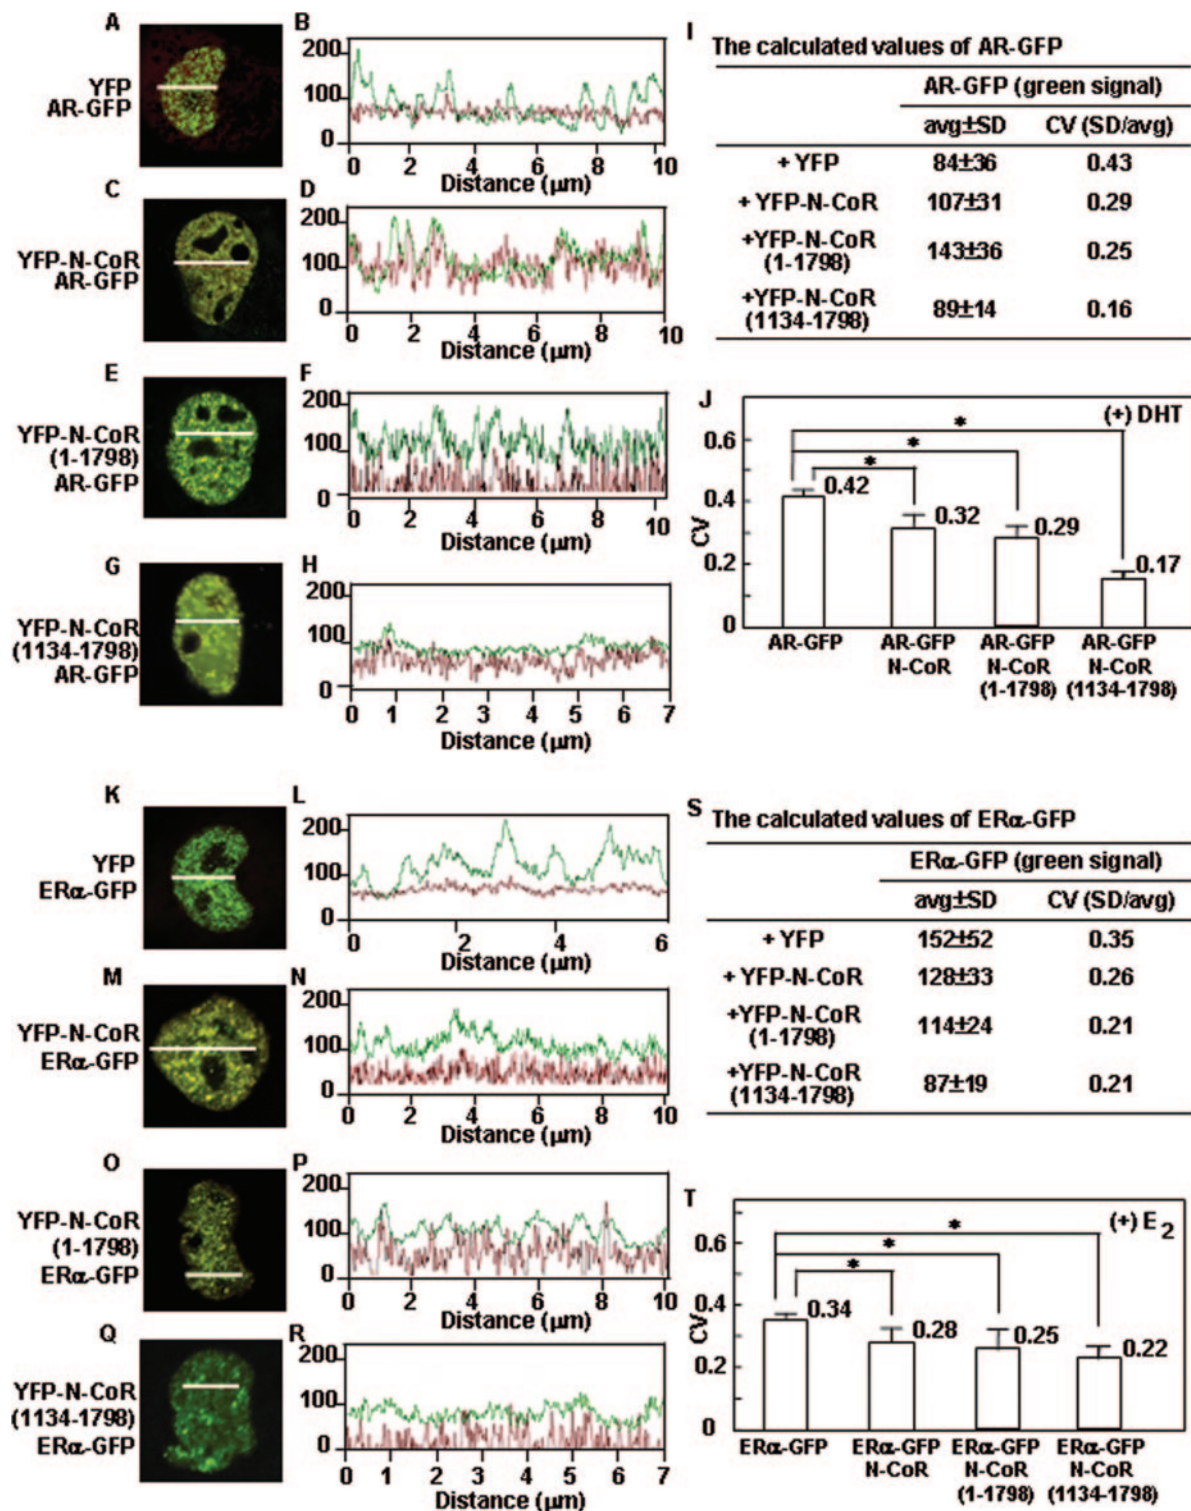 A
YFP
AR-GFP
B
200
100
0
0 2 4 6 8 10
Distance (µm)
C
YFP-N-CoR
AR-GFP
D
200
100
0
0 2 4 6 8 10
Distance (µm)
E
YFP-N-CoR
(1-1798)
AR-GFP
F
200
100
0
0 2 4 6 8 10
Distance (µm)
G
YFP-N-CoR
(1134-1798)
AR-GFP
H
200
100
0
0 1 2 3 4 5 6 7
Distance (µm)
I The calculated values of AR-GFP
AR-GFP (green signal)
avg±SD CV (SD/avg)
+ YFP 84±36 0.43
+ YFP-N-CoR 107±31 0.29
+YFP-N-CoR
(1-1798) 143±36 0.25
+YFP-N-CoR
(1134-1798) 89±14 0.16
J
(+) DHT
CV
0.6
0.4
0.2
0
*
*
*
0.42
0.32
0.29
0.17
AR-GFP
AR-GFP
N-CoR
AR-GFP
N-CoR
(1-1798)
AR-GFP
N-CoR
(1134-1798)
K
YFP
ERα-GFP
L
200
100
0
0 2 4 6
Distance (µm)
M
YFP-N-CoR
ERα-GFP
N
200
100
0
0 2 4 6 8 10
Distance (µm)
O
YFP-N-CoR
(1-1798)
ERα-GFP
P
200
100
0
0 2 4 6 8 10
Distance (µm)
Q
YFP-N-CoR
(1134-1798)
ERα-GFP
R
200
100
0
0 1 2 3 4 5 6 7
Distance (µm)
S The calculated values of ERα-GFP
ERα-GFP (green signal)
avg±SD CV (SD/avg)
+ YFP 152±52 0.35
+ YFP-N-CoR 128±33 0.26
+YFP-N-CoR
(1-1798) 114±24 0.21
+YFP-N-CoR
(1134-1798) 87±19 0.21
T
(+) E2
CV
0.6
0.4
0.2
0
*
*
*
0.34
0.28
0.25
0.22
ERα-GFP
ERα-GFP
N-CoR
ERα-GFP
N-CoR
(1-1798)
ERα-GFP
N-CoR
(1134-1798)